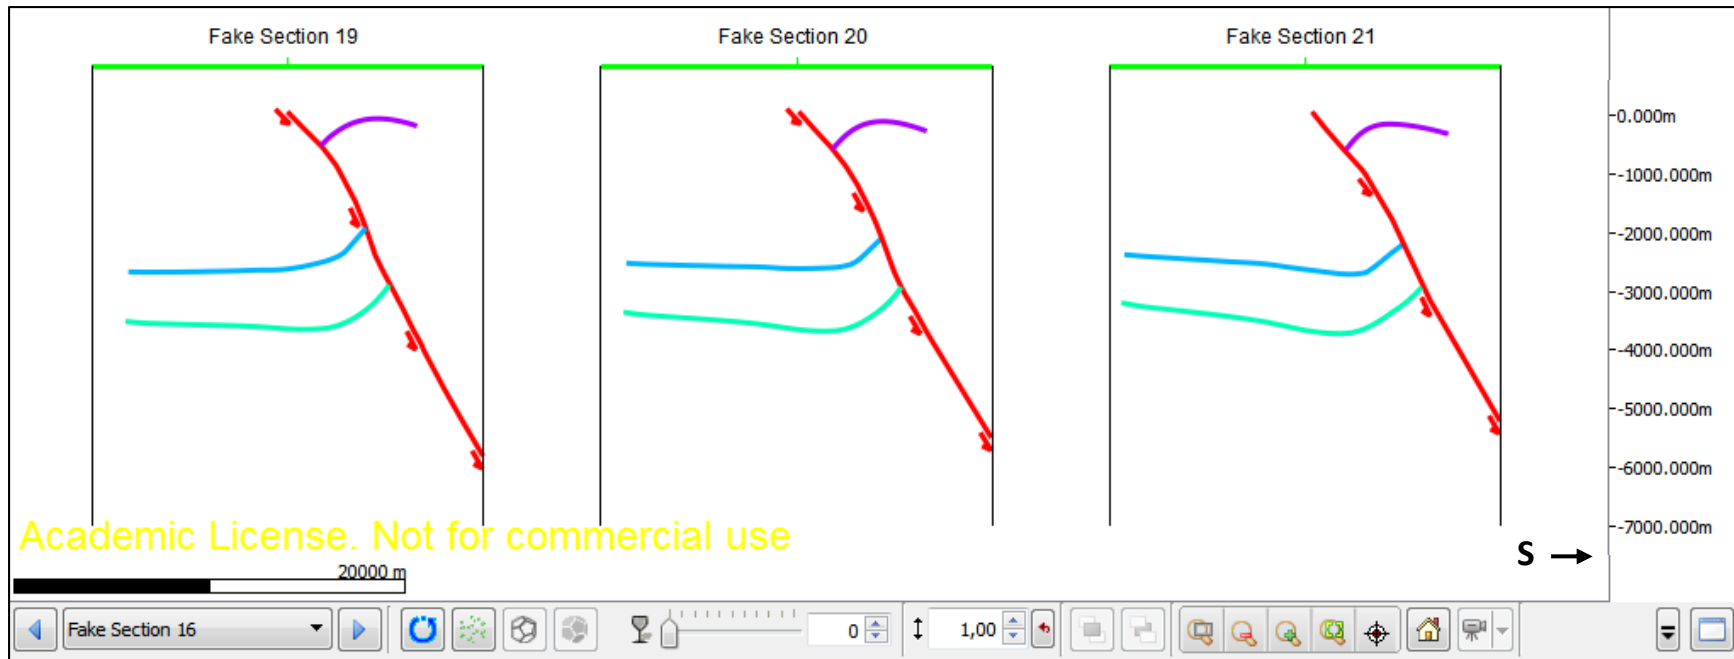 Fake Section 19
Fake Section 20
Fake Section 21
0.000m
-1000.000m
-2000.000m
-3000.000m
-4000.000m
-5000.000m
-6000.000m
-7000.000m
Academic License. Not for commercial use
S
20000 m
Fake Section 16
0
1,00